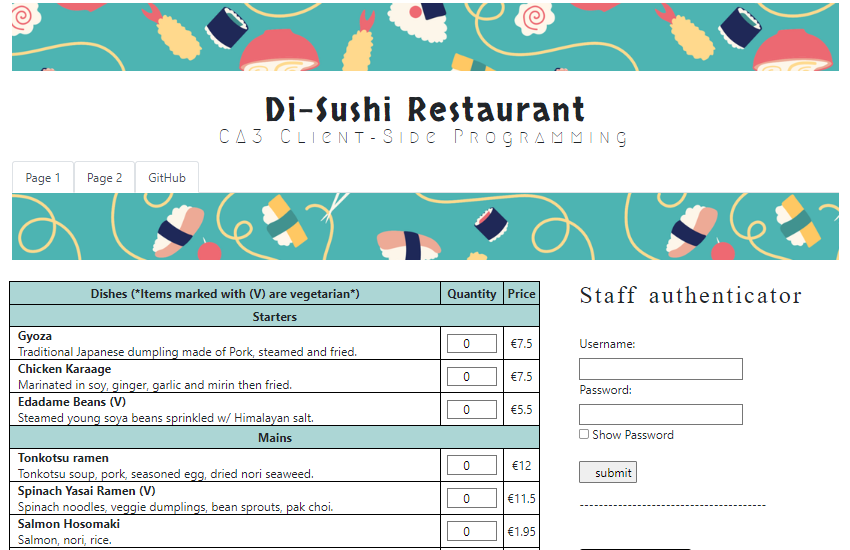 Di-Sushi Restaurant
CA3 Client-Side Programming
Page 1
Page 2
GitHub
Dishes (*Items marked with (V) are vegetarian*) Quantity Price
Starters
Gyoza
Traditional Japanese dumpling made of Pork, steamed and fried.
0 €7.5
Chicken Karaage
Marinated in soy, ginger, garlic and mirin then fried.
0 €7.5
Edadame Beans (V)
Steamed young soya beans sprinkled w/ Himalayan salt.
0 €5.5
Mains
Tonkotsu ramen
Tonkotsu soup, pork, seasoned egg, dried nori seaweed.
0 €12
Spinach Yasai Ramen (V)
Spinach noodles, veggie dumplings, bean sprouts, pak choi.
0 €11.5
Salmon Hosomaki
Salmon, nori, rice.
0 €1.95
Staff authenticator
Username:
Password:
Show Password
submit
------------------------------------